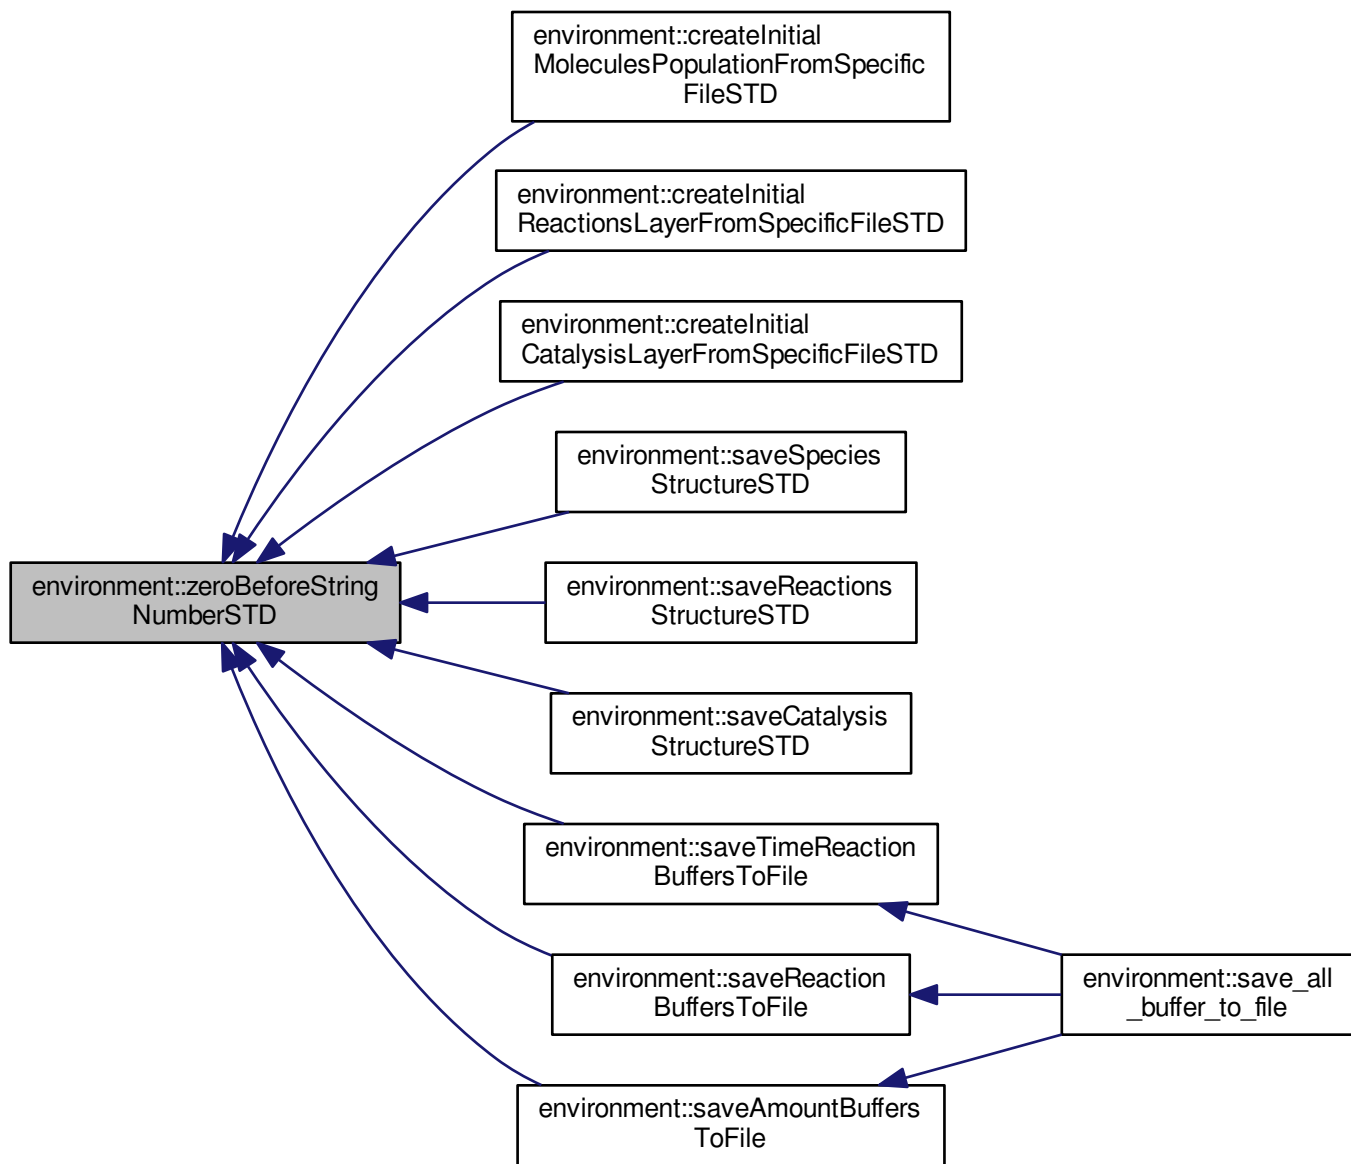 environment::createInitial
MoleculesPopulationFromSpecific
FileSTD
environment::createInitial
ReactionsLayerFromSpecificFileSTD
environment::createInitial
CatalysisLayerFromSpecificFileSTD
environment::saveSpecies
StructureSTD
environment::zeroBeforeString
NumberSTD
environment::saveReactions
StructureSTD
environment::saveCatalysis
StructureSTD
environment::saveTimeReaction
BuffersToFile
environment::saveReaction
BuffersToFile
environment::save_all
_buffer_to_file
environment::saveAmountBuffers
ToFile